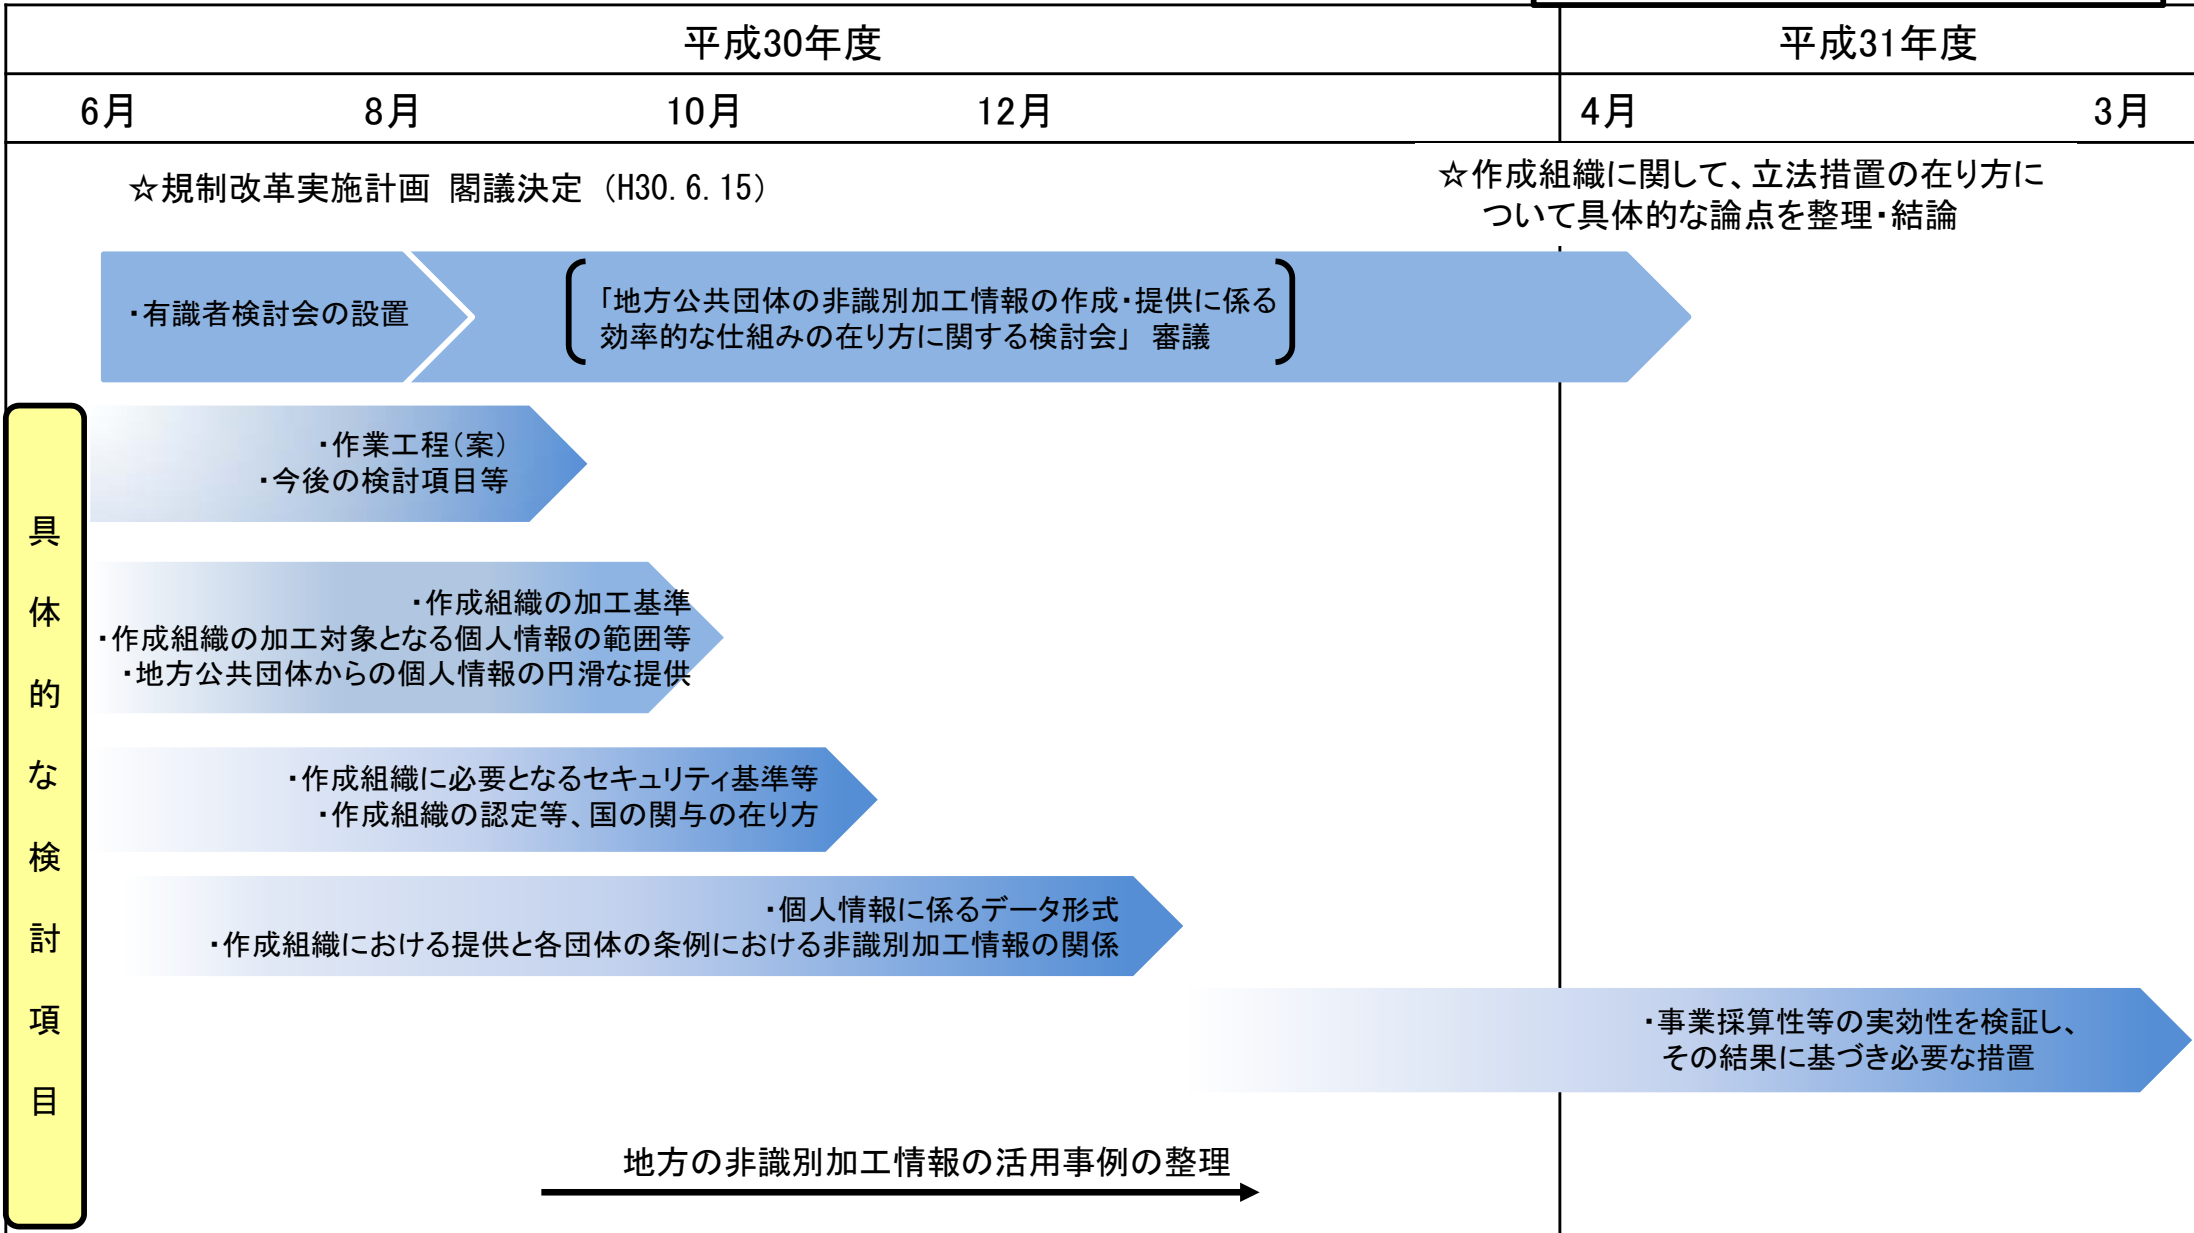 平成30年度
平成31年度
6月
8月
10月
12月
4月
3月
☆規制改革実施計画 閣議決定（H30.6.15）
☆作成組織に関して、立法措置の在り方に
ついて具体的な論点を整理・結論
・有識者検討会の設置
「地方公共団体の非識別加工情報の作成・提供に係る
効率的な仕組みの在り方に関する検討会」 審議
具体的な検討項目
・作業工程（案）
・今後の検討項目等
・作成組織の加工基準
・作成組織の加工対象となる個人情報の範囲等
・地方公共団体からの個人情報の円滑な提供
・作成組織に必要となるセキュリティ基準等
・作成組織の認定等、国の関与の在り方
・個人情報に係るデータ形式
・作成組織における提供と各団体の条例における非識別加工情報の関係
・事業採算性等の実効性を検証し、
その結果に基づき必要な措置
地方の非識別加工情報の活用事例の整理